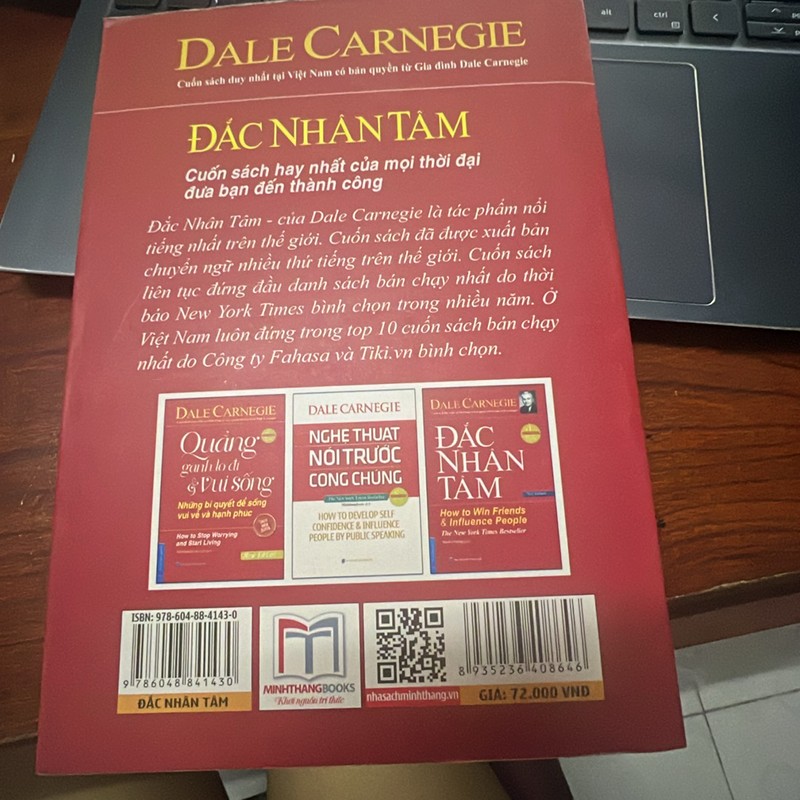 alt
ctrl
<
DALE CARNEGIE
Cuốn sách duy nhất tại Việt Nam có bản quyền từ Gia đình Dale Carnegie
ĐẮC NHÂN TÂM
Cuốn sách hay nhất của mọi thời đại
đưa bạn đến thành công
Đắc Nhân Tâm - của Dale Carnegie là tác phẩm nổi
tiếng nhất trên thế giới. Cuốn sách đã được xuất bản
chuyển ngữ nhiều thứ tiếng trên thế giới. Cuốn sách
liên tục đứng đầu danh sách bán chạy nhất do thời
báo New York Times bình chọn trong nhiều năm. Ở
Việt Nam luôn đứng trong top 10 cuốn sách bán chạy
nhất do Công ty Fahasa và Tiki.vn bình chọn.
DALE CARNEGIE
Quẳng
gánh lo đi
& vui sống
Những bí quyết để sống
vui vẻ và hạnh phúc
How to Stop Worrying
and Start Living
DALE CARNEGIE
NGHỆ THUẬT
NÓI TRƯỚC
CÔNG CHÚNG
HOW TO DEVELOP SELF
CONFIDENCE & INFLUENCE
PEOPLE BY PUBLIC SPEAKING
DALE CARNEGIE
ĐẮC
NHÂN
TÂM
How to Win Friends
& Influence People
The New York Times Bestseller
ISBN: 978-604-88-4143-0
9 786048 841430
ĐẮC NHÂN TÂM
MINHTHANGBOOKS
Khơi nguồn tri thức
nhasachminhthang.vn
8 935236 408646
GIÁ: 72.000 VNĐ